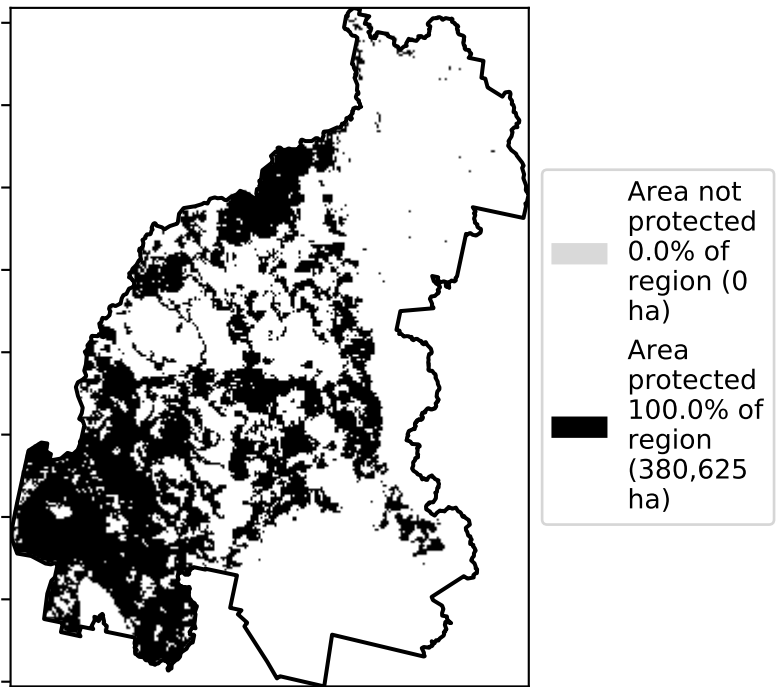 Area not
protected
0.0% of
region (0
ha)
Area
protected
100.0% of
region
(380,625
ha)